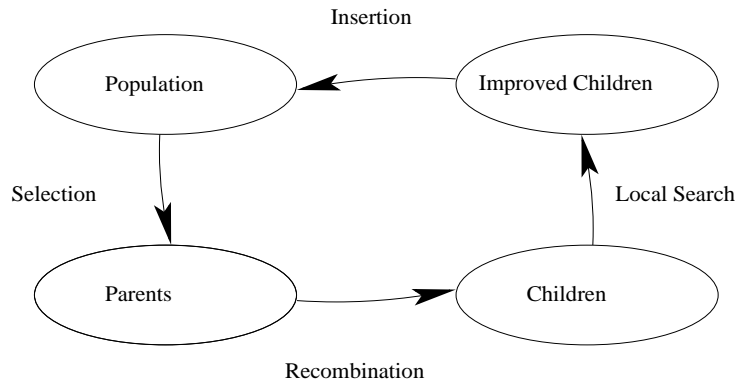 Insertion
Population
Improved Children
Selection
Local Search
Parents
Children
Recombination